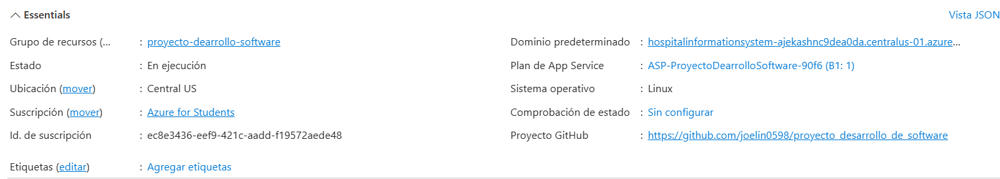 Essentials
Vista JSON
Grupo de recursos (... : proyecto-dearrollo-software
Estado : En ejecución
Ubicación (mover) : Central US
Suscripción (mover) : Azure for Students
Id. de suscripción : ec8e3436-eef9-421c-aadd-f19572aede48
Etiquetas (editar) : Agregar etiquetas
Dominio predeterminado : hospitalinformationsystem-ajekashnc9dea0da.centralus-01.azure...
Plan de App Service : ASP-ProyectoDearrolloSoftware-90f6 (B1: 1)
Sistema operativo : Linux
Comprobación de estado : Sin configurar
Proyecto GitHub : https://github.com/joelin0598/proyecto_desarrollo_de_software